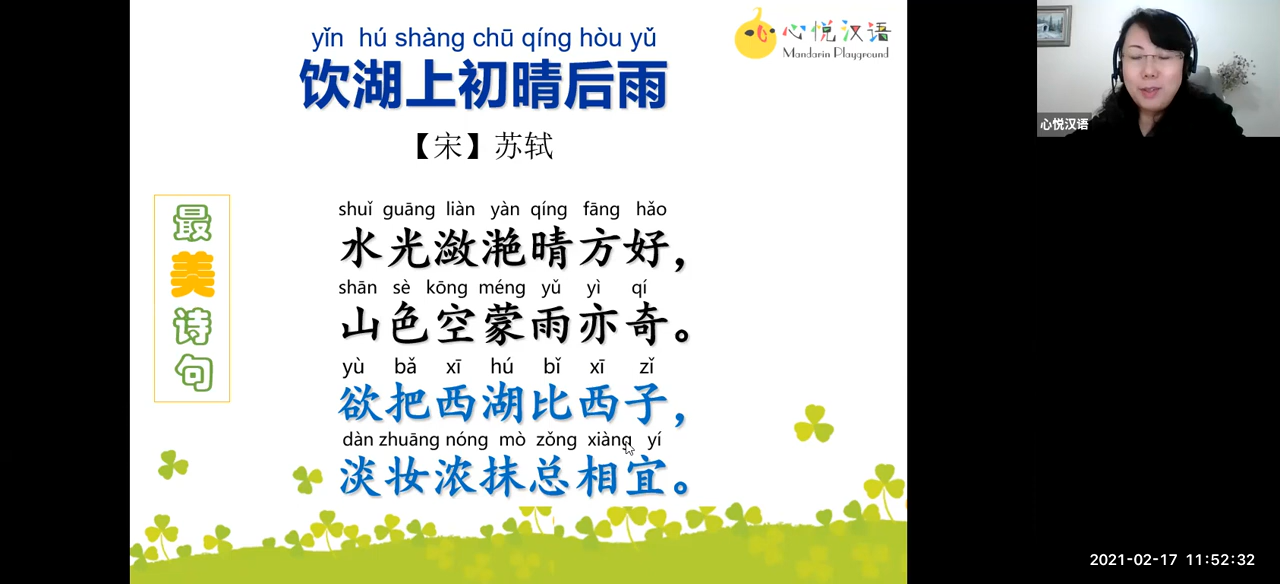 yǐn hú shàng chū qíng hòu yǔ
饮湖上初晴后雨
【宋】苏轼
心悦汉语
Mandarin Playground
最
美
诗
句
shuǐ guāng liàn yàn qíng fāng hǎo
水光潋滟晴方好，
shān sè kōng méng yǔ yì qí
山色空蒙雨亦奇。
yù bǎ xī hú bǐ xī zǐ
欲把西湖比西子，
dàn zhuāng nóng mò zǒng xiàng yí
淡妆浓抹总相宜。
心悦汉语
2021-02-17 11:52:32